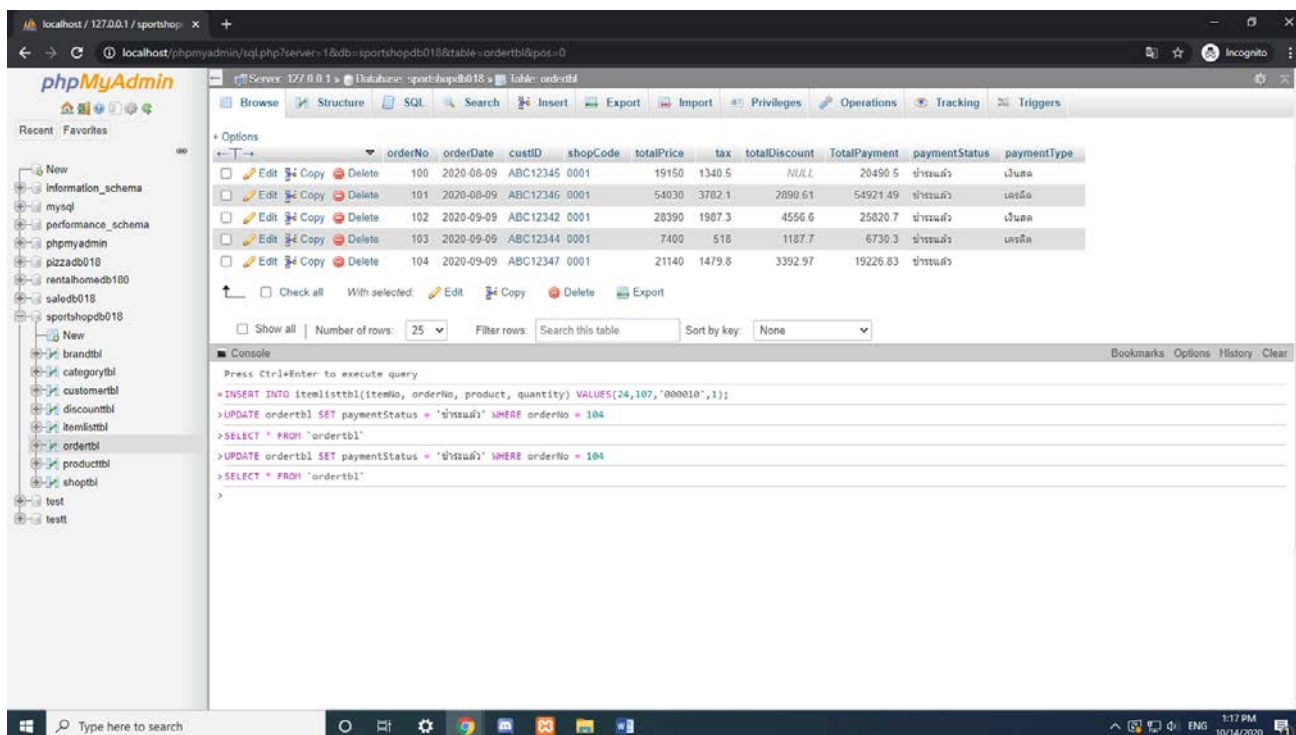 localhost / 127.0.0.1 / sportshop
localhost/phpmyadmin/sql.php?server=1&db=sportshopdb018&table=ordertbl&pos=0
Incognito
phpMyAdmin
Recent Favorites
New
information_schema
mysql
performance_schema
phpmyadmin
pizzadb018
rentalhomedb180
saledb018
sportshopdb018
New
brandtbl
categorytbl
customertbl
discounttbl
itemlisttbl
ordertbl
producttbl
shoptbl
test
testt
Server: 127.0.0.1 » Database: sportshopdb018 » Table: ordertbl
Browse Structure SQL Search Insert Export Import Privileges Operations Tracking Triggers
+ Options
←T→ orderNo orderDate custID shopCode totalPrice tax totalDiscount TotalPayment paymentStatus paymentType
Edit Copy Delete 100 2020-08-09 ABC12345 0001 19150 1340.5 NULL 20490.5 ชำระแล้ว เงินสด
Edit Copy Delete 101 2020-08-09 ABC12346 0001 54030 3782.1 2890.61 54921.49 ชำระแล้ว เครดิต
Edit Copy Delete 102 2020-09-09 ABC12342 0001 28390 1987.3 4556.6 25820.7 ชำระแล้ว เงินสด
Edit Copy Delete 103 2020-09-09 ABC12344 0001 7400 518 1187.7 6730.3 ชำระแล้ว เครดิต
Edit Copy Delete 104 2020-09-09 ABC12347 0001 21140 1479.8 3392.97 19226.83 ชำระแล้ว
Check all With selected: Edit Copy Delete Export
Show all | Number of rows: 25 Filter rows: Search this table Sort by key: None
Console Bookmarks Options History Clear
Press Ctrl+Enter to execute query
INSERT INTO itemlisttbl(itemNo, orderNo, product, quantity) VALUES(24,107,'000010',1);
>UPDATE ordertbl SET paymentStatus = 'ชำระแล้ว' WHERE orderNo = 104
>SELECT * FROM `ordertbl`
>UPDATE ordertbl SET paymentStatus = 'ชำระแล้ว' WHERE orderNo = 104
>SELECT * FROM `ordertbl`
>
Type here to search
ENG
1:17 PM
10/14/2020